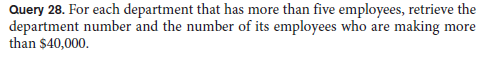 Query 28. For each department that has more than five employees, retrieve the
department number and the number of its employees who are making more
than $40,000.